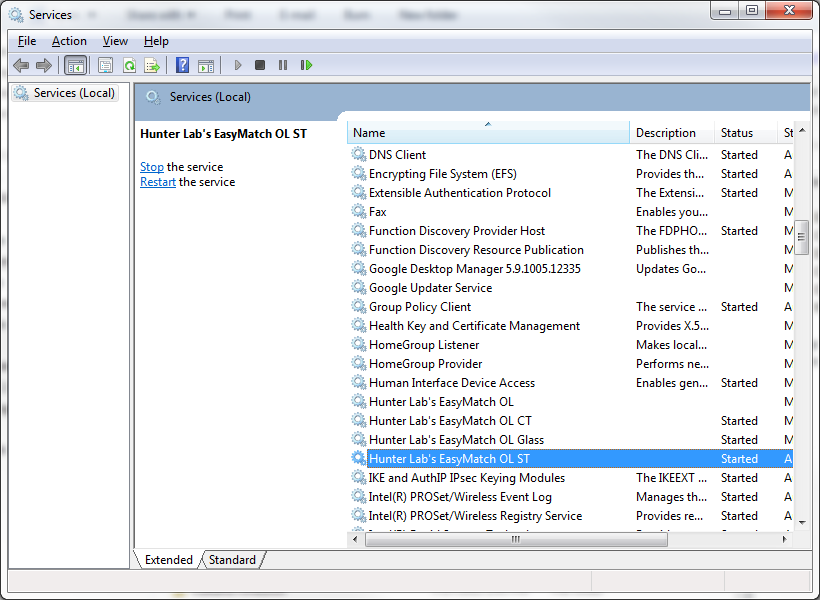 Services
File Action View Help
Services (Local)
Services (Local)
Hunter Lab's EasyMatch OL ST
Stop the service
Restart the service
Name Description Status St
DNS Client The DNS Cli... Started A
Encrypting File System (EFS) Provides th... Started A
Extensible Authentication Protocol The Extensi... Started M
Fax Enables you... M
Function Discovery Provider Host The FDPHO... Started M
Function Discovery Resource Publication Publishes th... M
Google Desktop Manager 5.9.1005.12335 Updates Go... M
Google Updater Service M
Group Policy Client The service ... Started A
Health Key and Certificate Management Provides X.5... M
HomeGroup Listener Makes local... M
HomeGroup Provider Performs ne... M
Human Interface Device Access Enables gen... Started M
Hunter Lab's EasyMatch OL M
Hunter Lab's EasyMatch OL CT Started M
Hunter Lab's EasyMatch OL Glass Started M
Hunter Lab's EasyMatch OL ST Started A
IKE and AuthIP IPsec Keying Modules The IKEEXT ... Started M
Intel(R) PROSet/Wireless Event Log Manages th... Started M
Intel(R) PROSet/Wireless Registry Service Provides re... Started M
Extended Standard